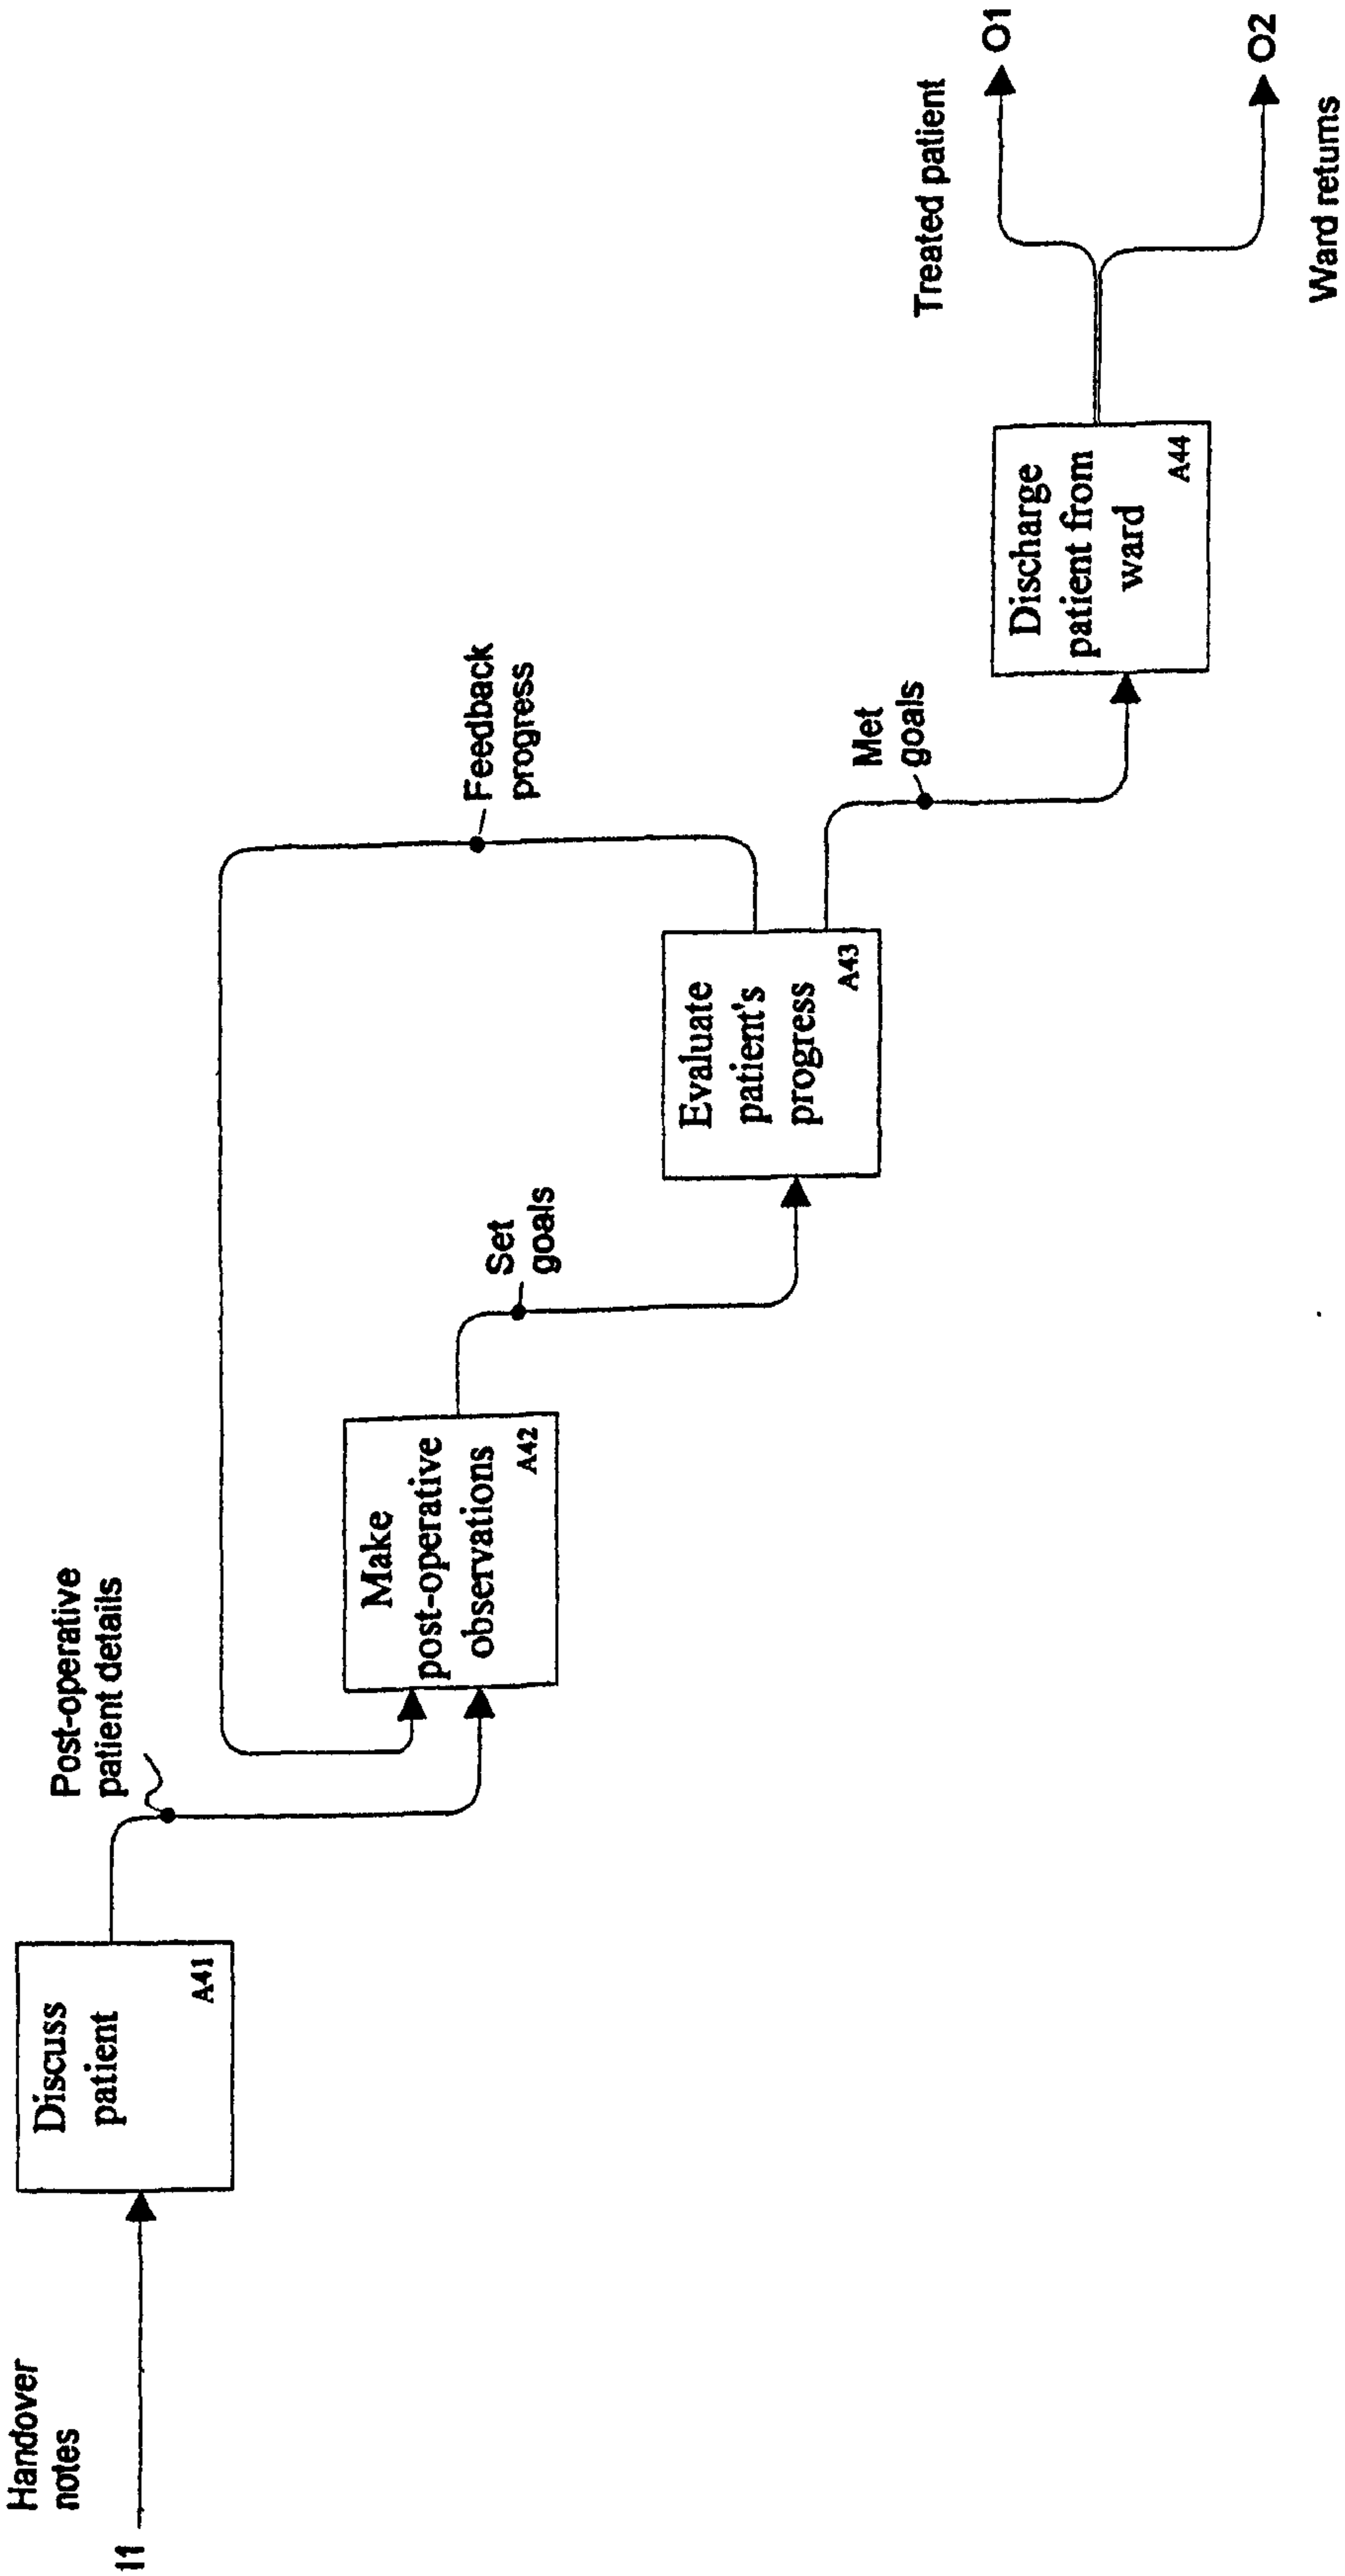 Handover
notes
I1
Discuss
patient
A41
Post-operative
patient details
Make
post-operative
observations
A42
Set
goals
Evaluate
patient's
progress
A43
Feedback
progress
Met
goals
Discharge
patient from
ward
A44
Treated patient
O1
O2
Ward returns